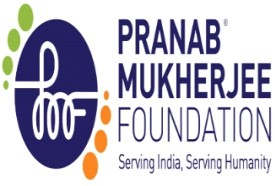 PRANAB®
MUKHERJEE
FOUNDATION
Serving India, Serving Humanity